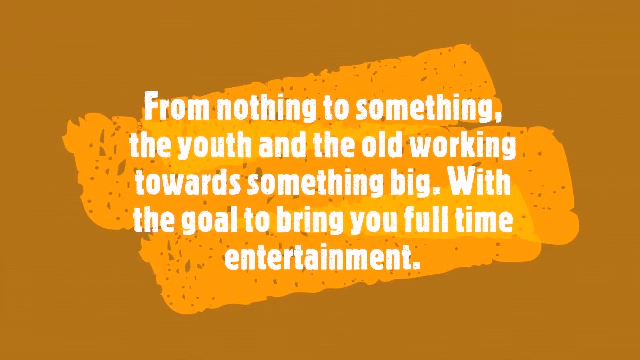 From nothing to something,
the youth and the old working
towards something big. With
the goal to bring you full time
entertainment.